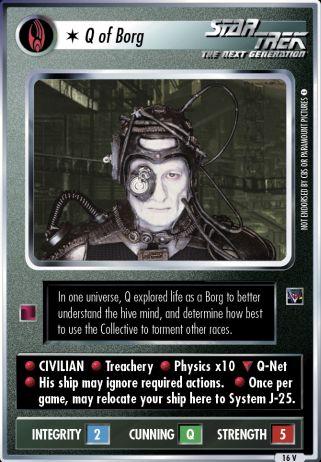 ✶ Q of Borg
STAR TREK
THE NEXT GENERATION
NOT ENDORSED BY CBS OR PARAMOUNT PICTURES
In one universe, Q explored life as a Borg to better
understand the hive mind, and determine how best
to use the Collective to torment other races.
CIVILIAN Treachery Physics x10 Q-Net
His ship may ignore required actions. Once per
game, may relocate your ship here to System J-25.
INTEGRITY 2 CUNNING Q STRENGTH 5
16 V